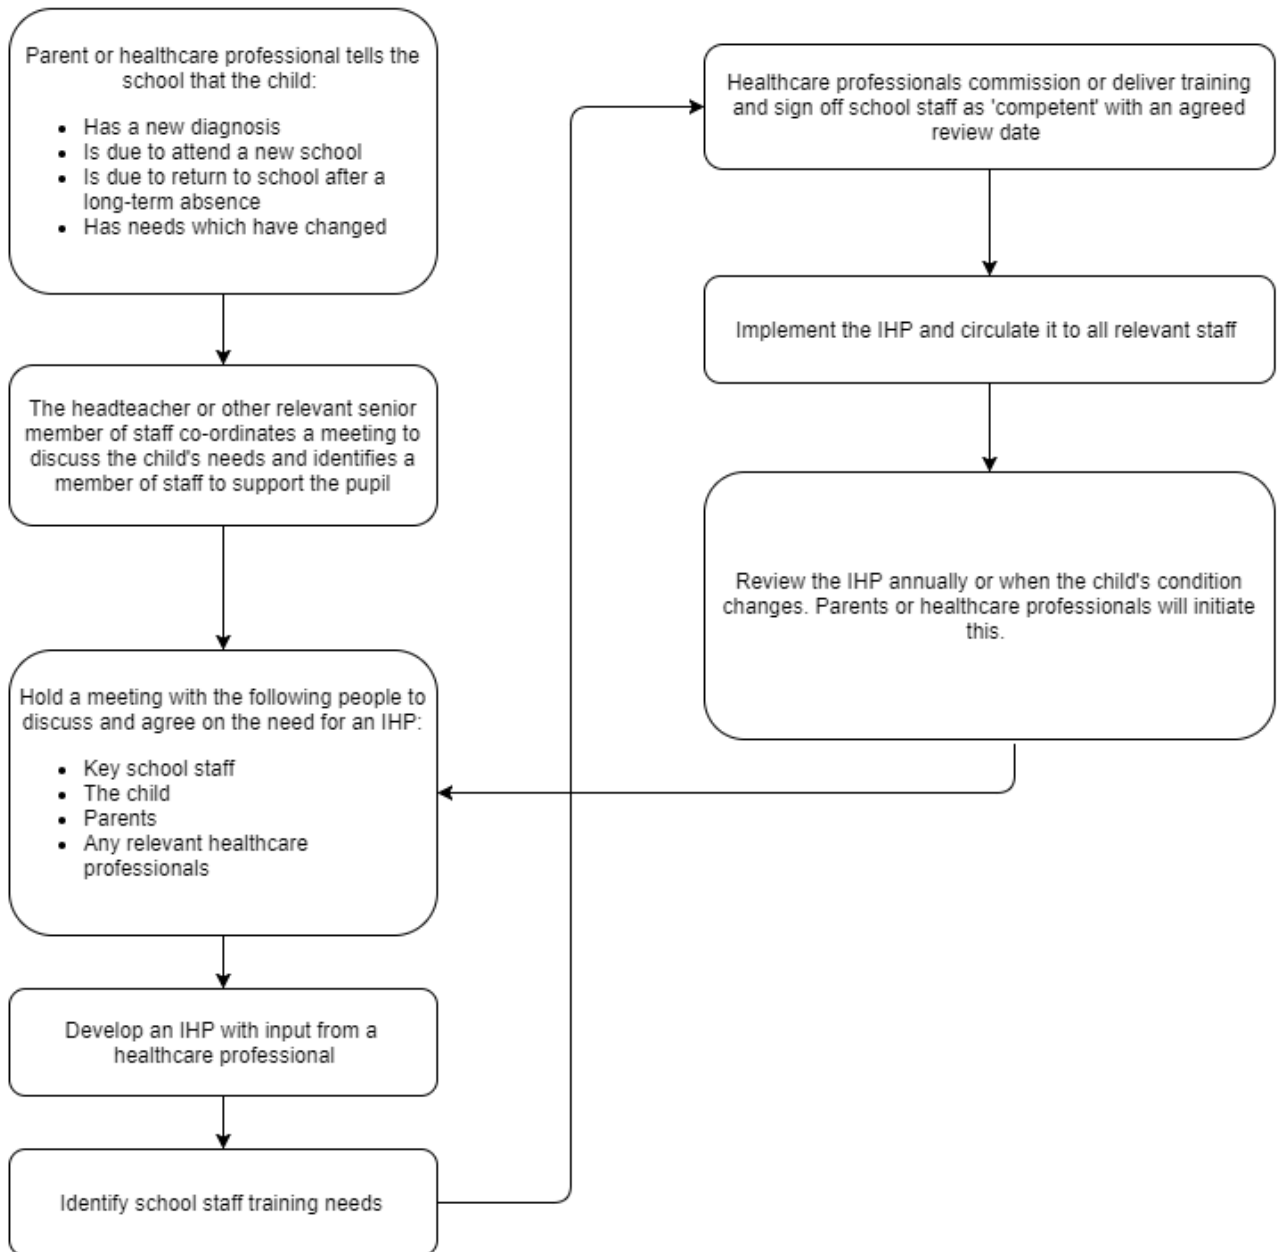 Parent or healthcare professional tells the
school that the child:
• Has a new diagnosis
• Is due to attend a new school
• Is due to return to school after a
long-term absence
• Has needs which have changed
The headteacher or other relevant senior
member of staff co-ordinates a meeting to
discuss the child's needs and identifies a
member of staff to support the pupil
Hold a meeting with the following people to
discuss and agree on the need for an IHP:
• Key school staff
• The child
• Parents
• Any relevant healthcare
professionals
Develop an IHP with input from a
healthcare professional
Identify school staff training needs
Healthcare professionals commission or deliver training
and sign off school staff as 'competent' with an agreed
review date
Implement the IHP and circulate it to all relevant staff
Review the IHP annually or when the child's condition
changes. Parents or healthcare professionals will initiate
this.